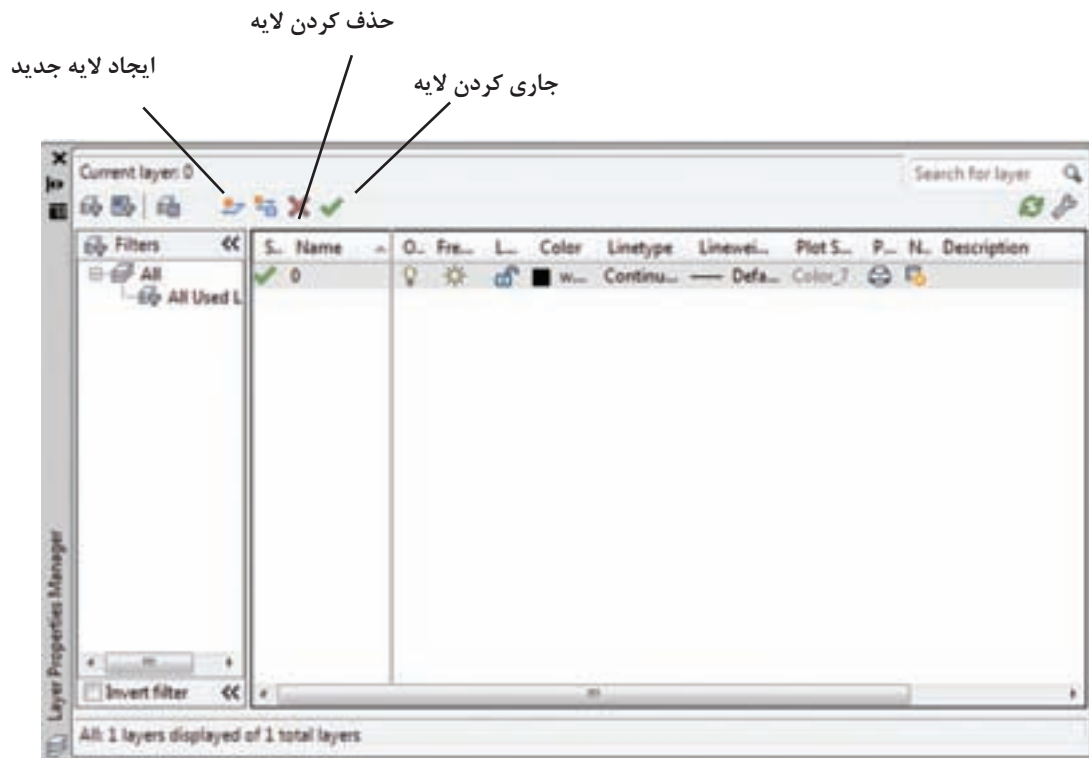 حذف کردن لایه
ایجاد لایه جدید
جاری کردن لایه
Current layer: 0
Search for layer
Filters
S.. Name O.. Fre... L... Color Linetype Linewei... Plot S... P... N.. Description
All
0 w... Continu... Defa... Color_7
All Used L
Layer Properties Manager
Invert filter
All: 1 layers displayed of 1 total layers